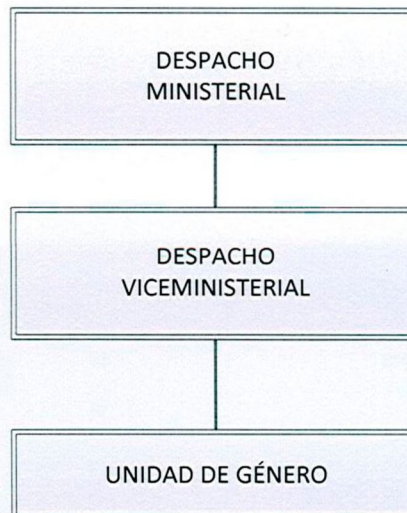 DESPACHO
MINISTERIAL
DESPACHO
VICEMINISTERIAL
UNIDAD DE GÉNERO